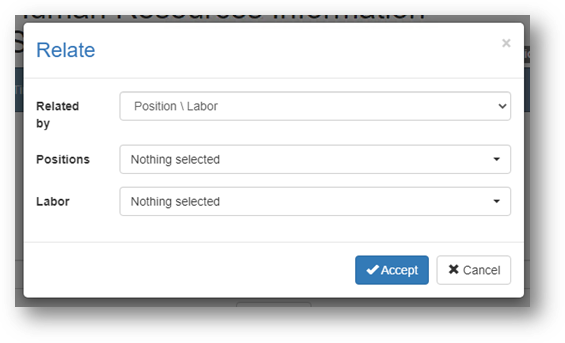 Human Resources Information
Relate
×
Related by
Position \ Labor
Positions
Nothing selected
Labor
Nothing selected
Accept
Cancel